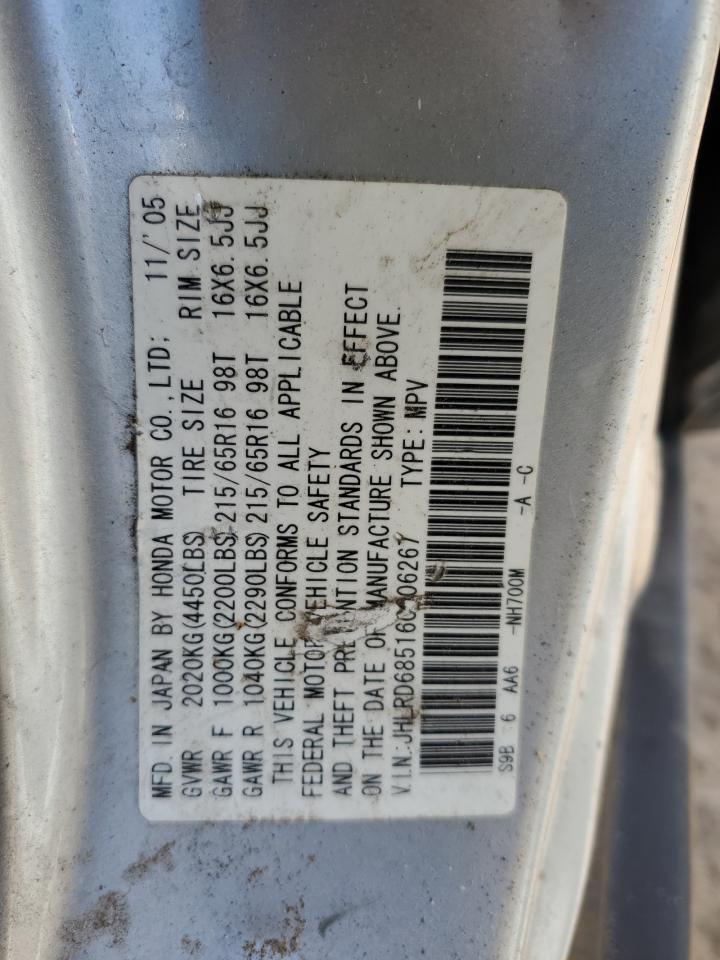 MFD. IN JAPAN BY HONDA MOTOR CO., LTD; 11/'05
GVWR 2020KG(4450LBS) TIRE SIZE RIM SIZE
GAWR F 1000KG(2200LBS) 215/65R16 98T 16X6.5JJ
GAWR R 1040KG(2290LBS) 215/65R16 98T 16X6.5JJ
THIS VEHICLE CONFORMS TO ALL APPLICABLE
FEDERAL MOTOR VEHICLE SAFETY
AND THEFT STANDARDS IN EFFECT
ON THE DATE OF MANUFACTURE SHOWN ABOVE.
V.I.N.: TYPE: MPV
S9B 6 AA6 -NH700M -A -C